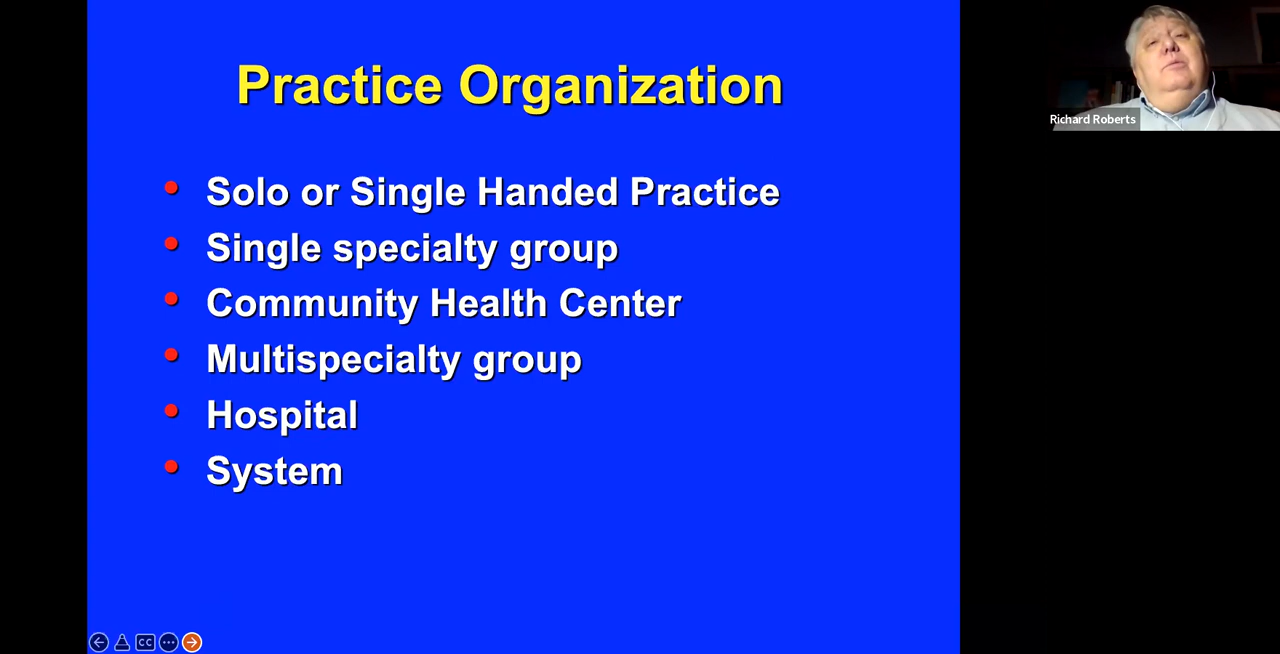 Practice Organization
Richard Roberts
Solo or Single Handed Practice
Single specialty group
Community Health Center
Multispecialty group
Hospital
System
CC